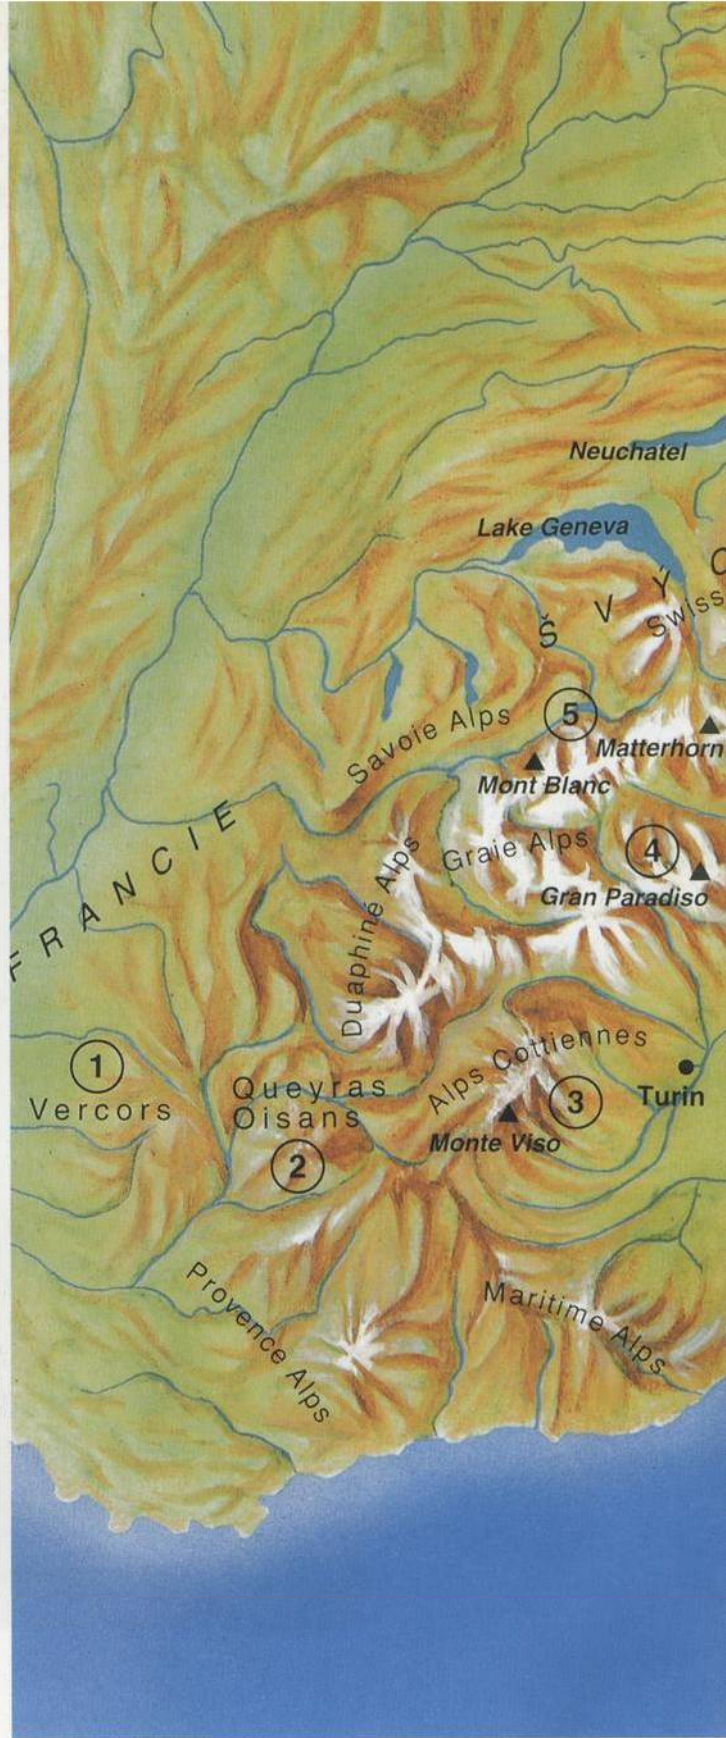 Neuchatel
Lake Geneva
Š V Ý C
Swiss
5
Savoie Alps
Matterhorn
Mont Blanc
FRANCIE
4
Graie Alps
Gran Paradiso
Duaphiné Alps
1
Vercors
Queyras
Oisans
2
Alps Cottiennes
3
Turin
Monte Viso
Provence Alps
Maritime Alps